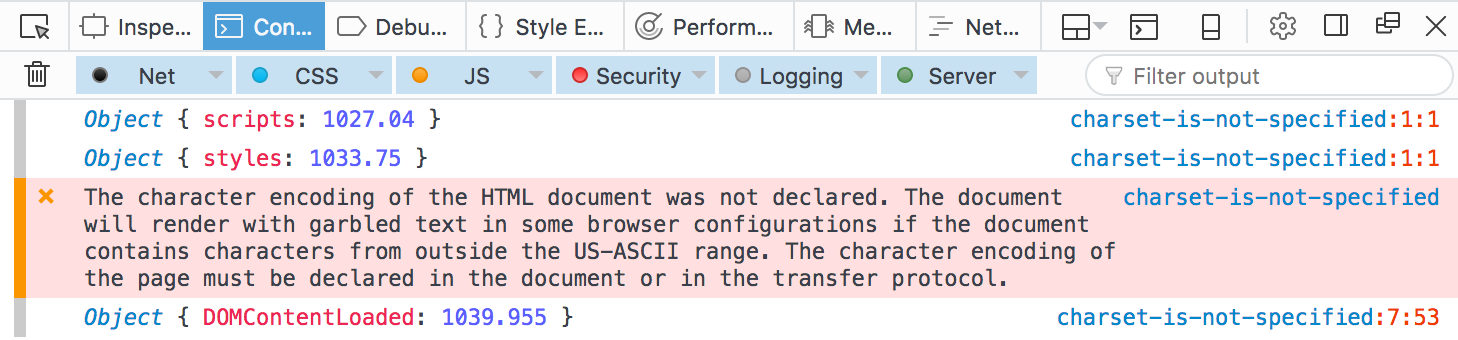 Inspe... Con... Debu... Style E... Perform... Me... Net...
Net CSS JS Security Logging Server Filter output
Object { scripts: 1027.04 } charset-is-not-specified:1:1
Object { styles: 1033.75 } charset-is-not-specified:1:1
The character encoding of the HTML document was not declared. The document charset-is-not-specified
will render with garbled text in some browser configurations if the document
contains characters from outside the US-ASCII range. The character encoding of
the page must be declared in the document or in the transfer protocol.
Object { DOMContentLoaded: 1039.955 } charset-is-not-specified:7:53